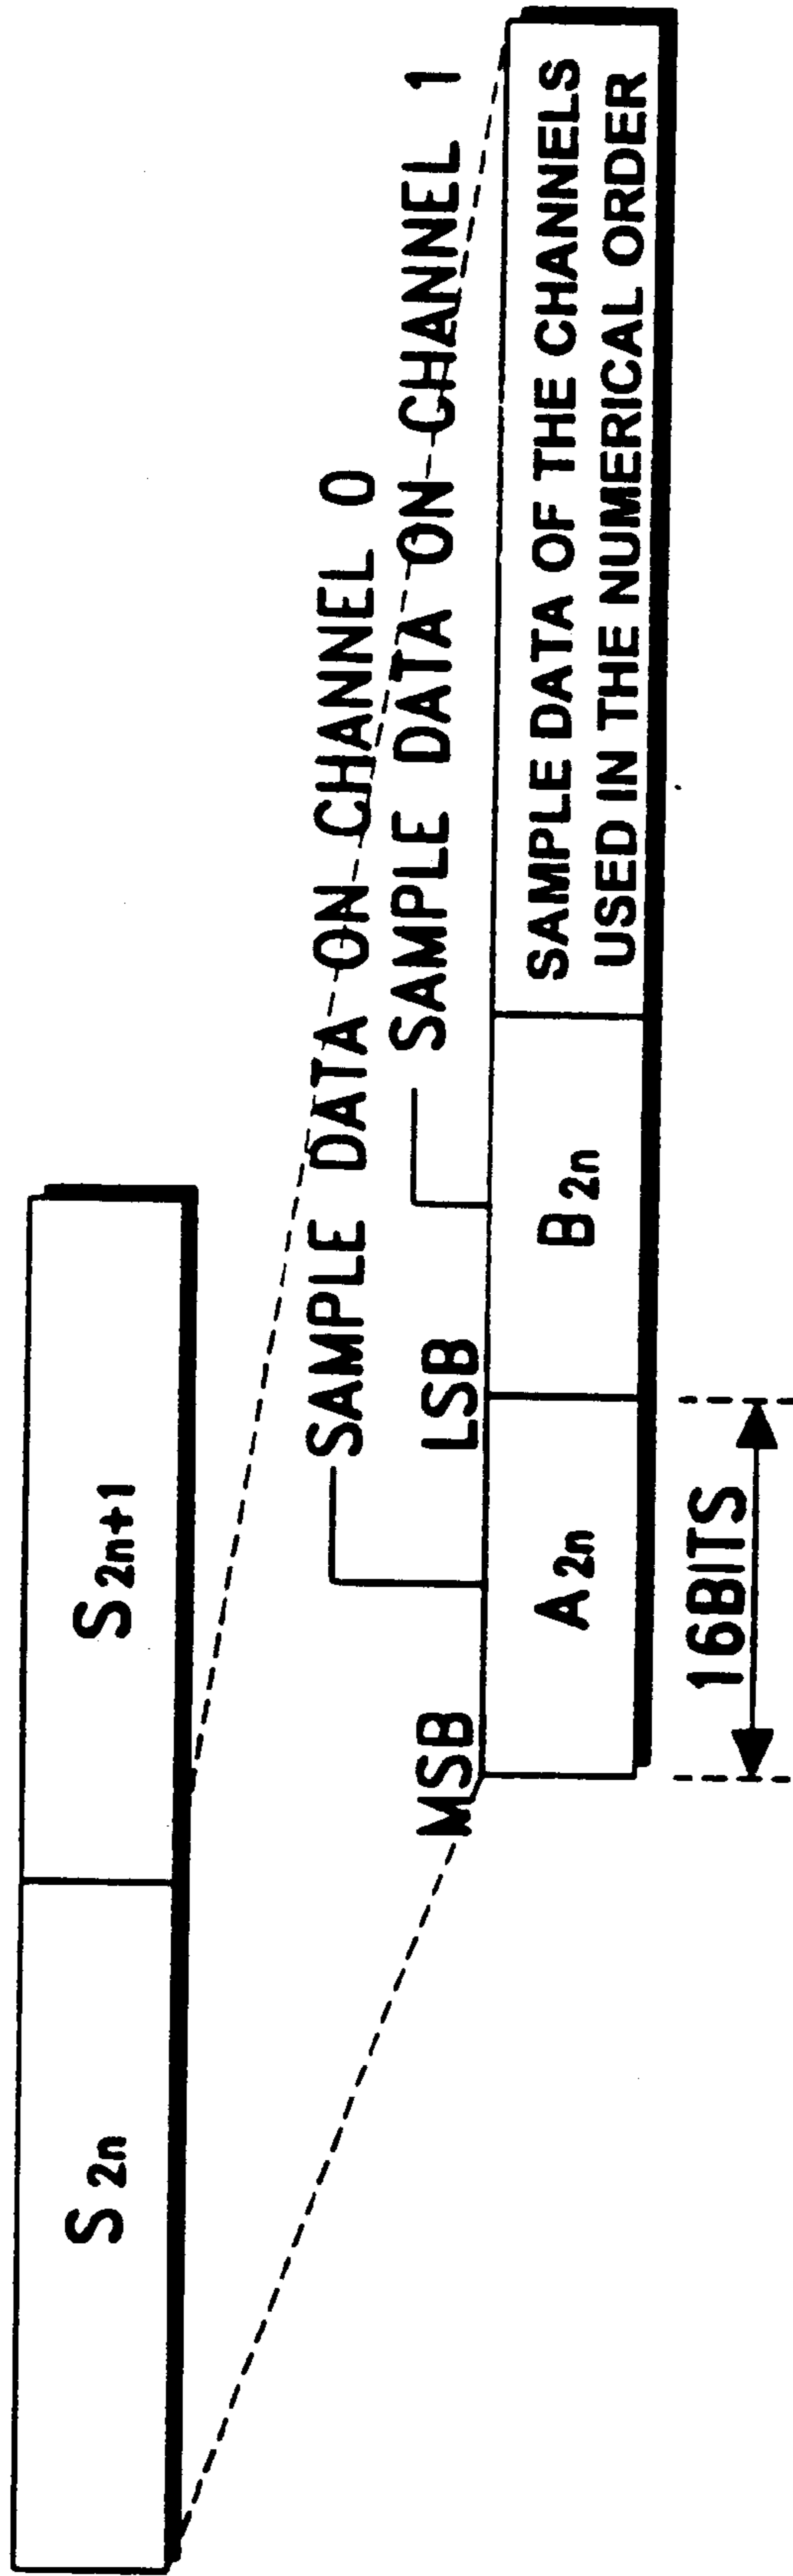 S2n S2n+1
SAMPLE DATA ON CHANNEL 0
SAMPLE DATA ON CHANNEL 1
MSB LSB
A2n B2n
SAMPLE DATA OF THE CHANNELS
USED IN THE NUMERICAL ORDER
16BITS